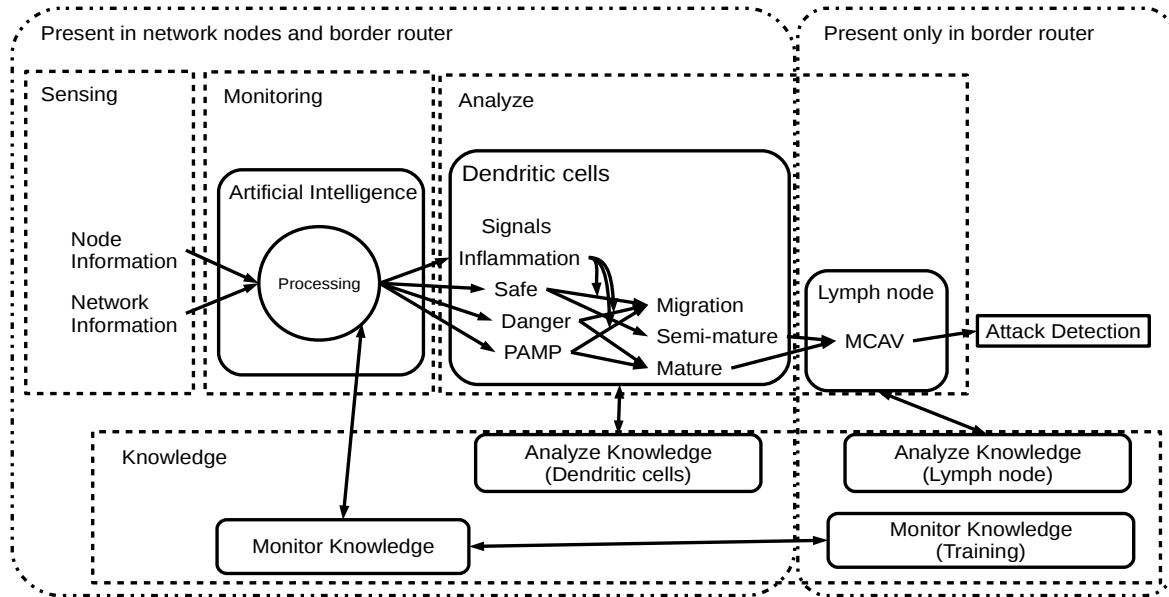 Present in network nodes and border router
Present only in border router
Sensing
Monitoring
Analyze
Artificial Intelligence
Dendritic cells
Signals
Node
Information
Network
Information
Processing
Inflammation
Safe
Danger
PAMP
Migration
Semi-mature
Mature
Lymph node
MCAV
Attack Detection
Knowledge
Analyze Knowledge
(Dendritic cells)
Analyze Knowledge
(Lymph node)
Monitor Knowledge
Monitor Knowledge
(Training)